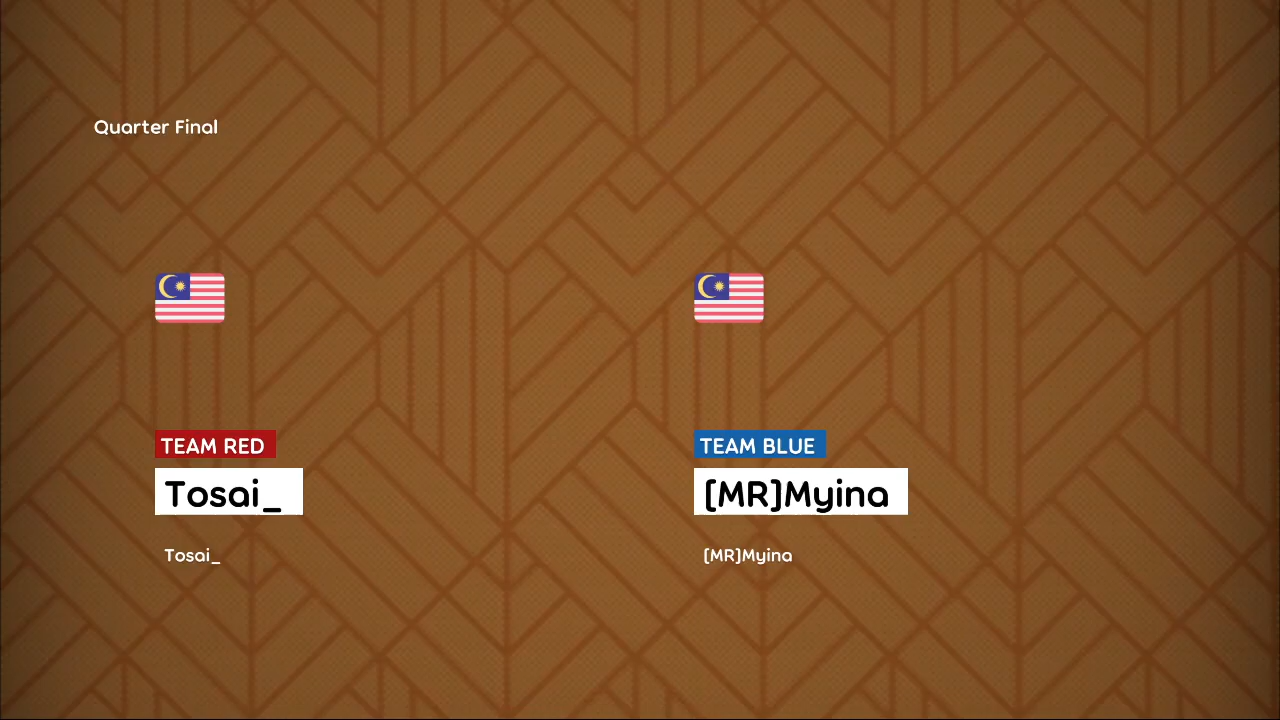 Quarter Final
TEAM RED
Tosai_
Tosai_
TEAM BLUE
[MR]Myina
[MR]Myina